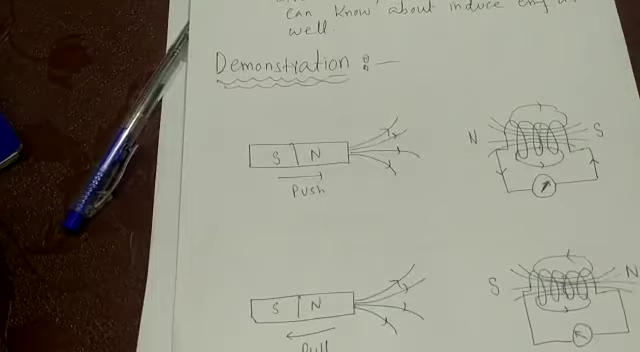 can know about induce emf as
well.
Demonstration :—
S N
Push
N S
S N
Pull
S N